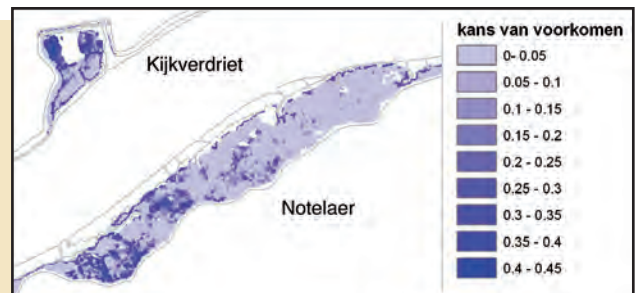 Kijkverdriet
Notelaer
kans van voorkomen
0- 0.05
0.05 - 0.1
0.1 - 0.15
0.15 - 0.2
0.2 - 0.25
0.25 - 0.3
0.3 - 0.35
0.35 - 0.4
0.4 - 0.45